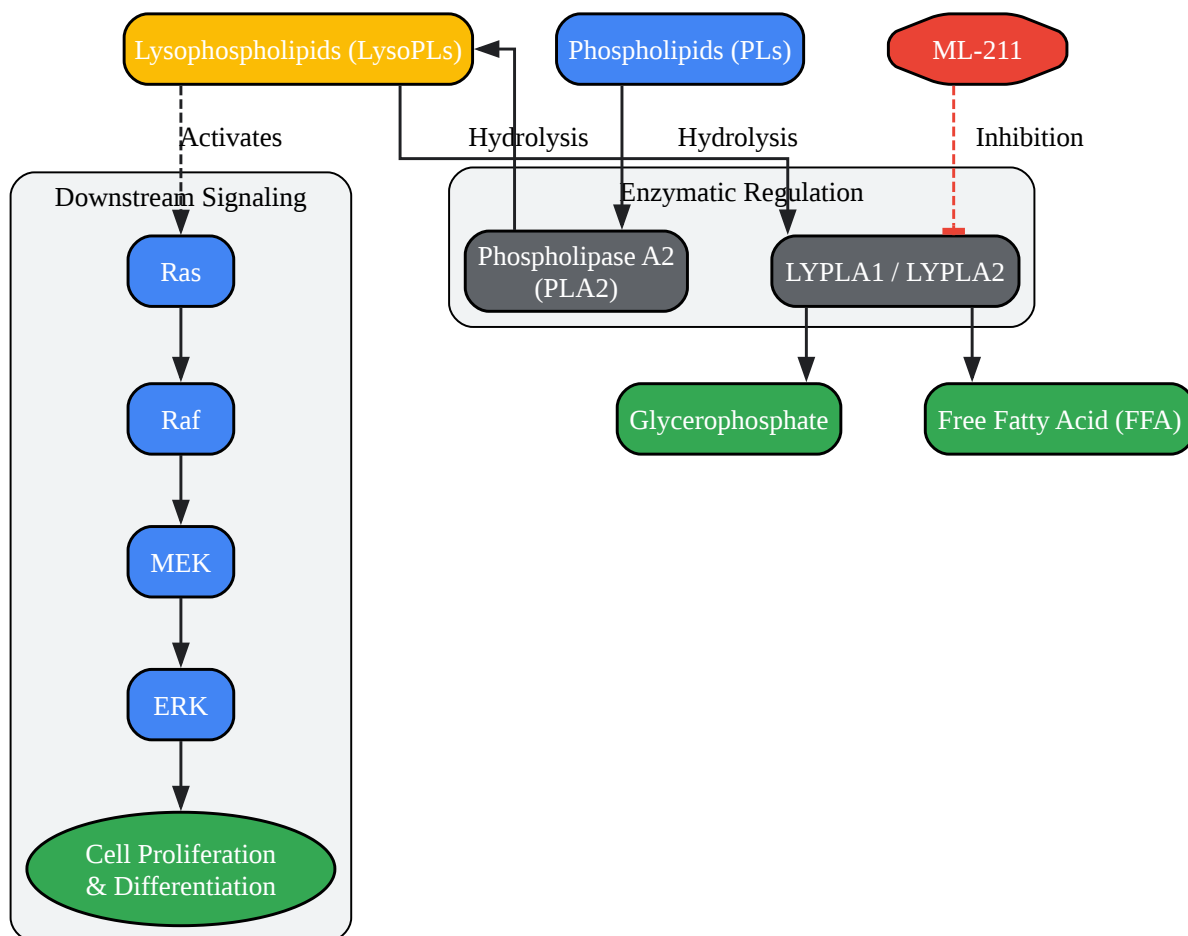 Lysophospholipids (LysoPLs)
Phospholipids (PLs)
ML-211
Activates
Hydrolysis
Hydrolysis
Inhibition
Downstream Signaling
Enzymatic Regulation
Ras
Phospholipase A2
(PLA2)
LYPLA1 / LYPLA2
Raf
Glycerophosphate
Free Fatty Acid (FFA)
MEK
ERK
Cell Proliferation
& Differentiation